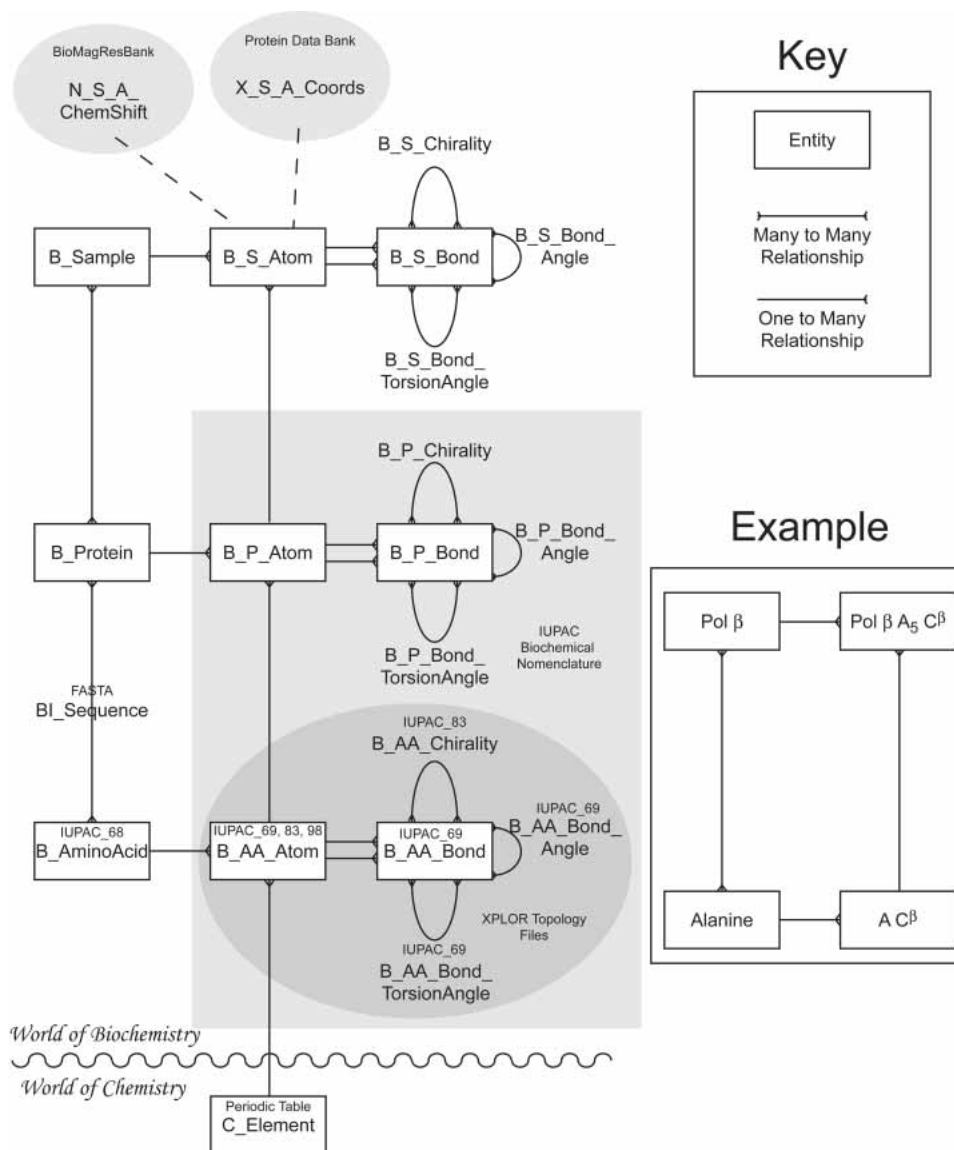 BioMagResBank
N_S_A_
ChemShift
Protein Data Bank
X_S_A_Coords
Key
Entity
Many to Many
Relationship
One to Many
Relationship
B_S_Chirality
B_Sample
B_S_Atom
B_S_Bond
B_S_Bond_
Angle
B_S_Bond_
TorsionAngle
B_P_Chirality
B_Protein
B_P_Atom
B_P_Bond
B_P_Bond_
Angle
B_P_Bond_
TorsionAngle
IUPAC
Biochemical
Nomenclature
FASTA
BI_Sequence
IUPAC_83
B_AA_Chirality
IUPAC_68
B_AminoAcid
IUPAC_69, 83, 98
B_AA_Atom
IUPAC_69
B_AA_Bond
IUPAC_69
B_AA_Bond_
Angle
XPLOR Topology
Files
IUPAC_69
B_AA_Bond_
TorsionAngle
World of Biochemistry
World of Chemistry
Periodic Table
C_Element
Example
Pol β
Pol β A₅ Cᵝ
Alanine
A Cᵝ